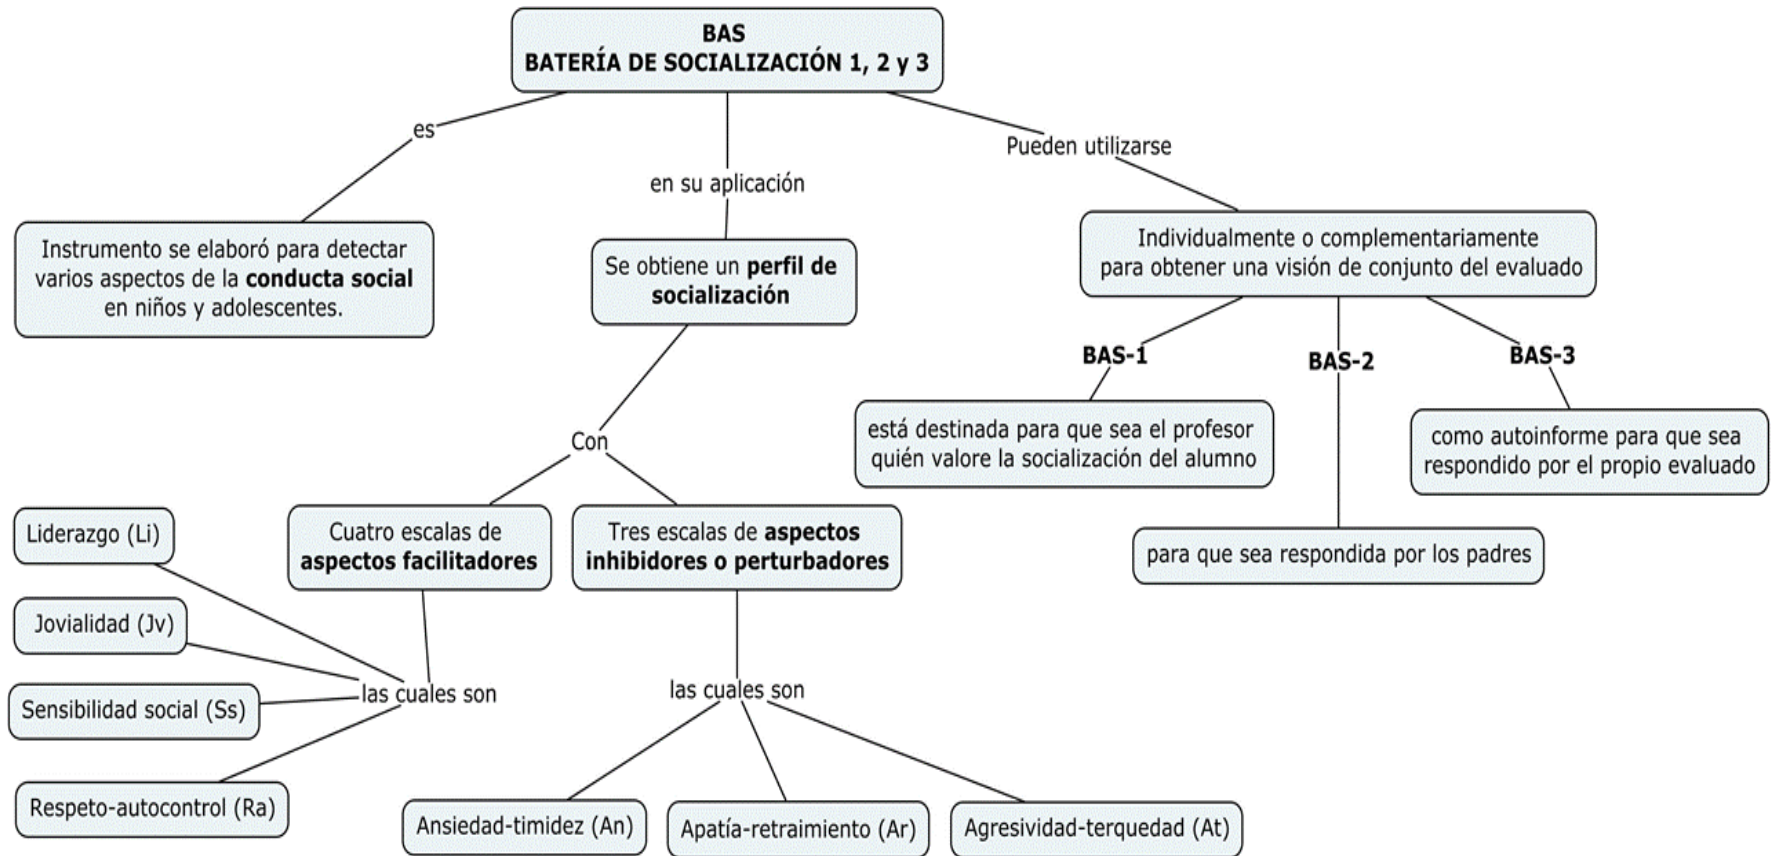 BAS
BATERÍA DE SOCIALIZACIÓN 1, 2 y 3
es
en su aplicación
Pueden utilizarse
Instrumento se elaboró para detectar
varios aspectos de la conducta social
en niños y adolescentes.
Se obtiene un perfil de
socialización
Individualmente o complementariamente
para obtener una visión de conjunto del evaluado
BAS-1
BAS-2
BAS-3
está destinada para que sea el profesor
quién valore la socialización del alumno
para que sea respondida por los padres
como autoinforme para que sea
respondido por el propio evaluado
Con
Cuatro escalas de
aspectos facilitadores
Tres escalas de aspectos
inhibidores o perturbadores
las cuales son
Liderazgo (Li)
Jovialidad (Jv)
Sensibilidad social (Ss)
Respeto-autocontrol (Ra)
las cuales son
Ansiedad-timidez (An)
Apatía-retraimiento (Ar)
Agresividad-terquedad (At)